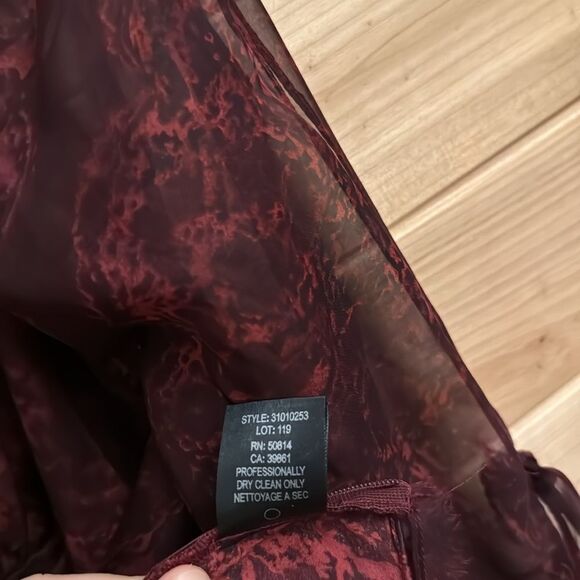 STYLE: 31010253
LOT: 119
RN: 50814
CA: 39861
PROFESSIONALLY
DRY CLEAN ONLY
NETTOYAGE A SEC